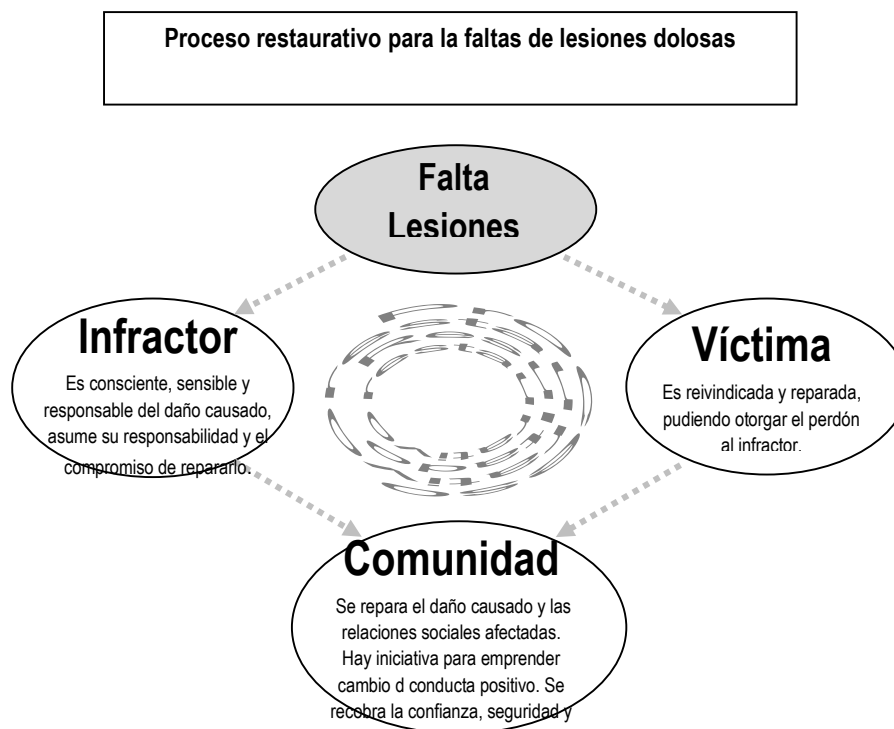 Proceso restaurativo para la faltas de lesiones dolosas
Falta
Lesiones
Infractor
Es consciente, sensible y
responsable del daño causado,
asume su responsabilidad y el
compromiso de repararlo.
Víctima
Es reivindicada y reparada,
pudiendo otorgar el perdón
al infractor.
Comunidad
Se repara el daño causado y las
relaciones sociales afectadas.
Hay iniciativa para emprender
cambio d conducta positivo. Se
recobra la confianza, seguridad y